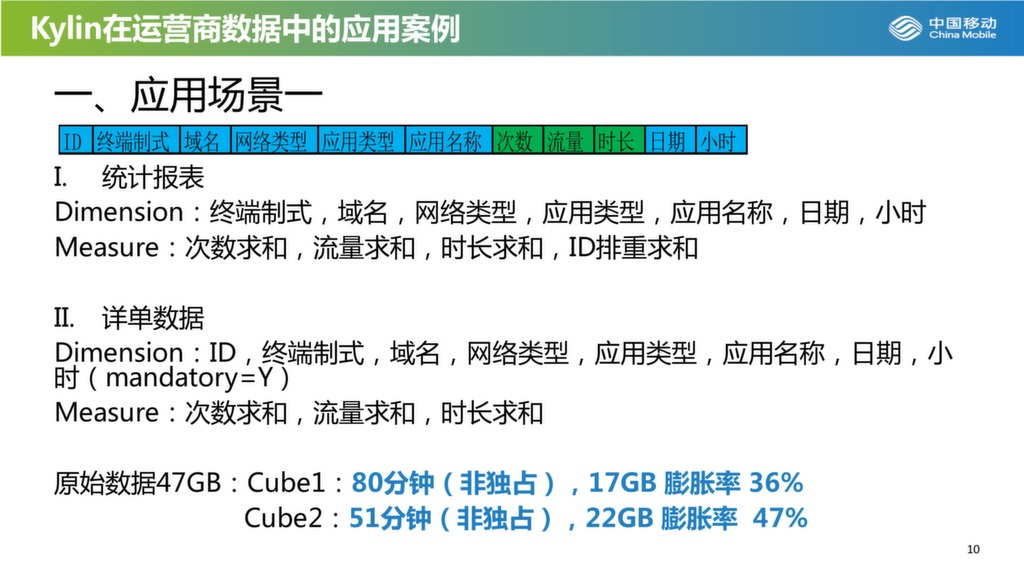 Kylin在运营商数据中的应用案例
中国移动
China Mobile
一、应用场景一
ID 终端制式 域名 网络类型 应用类型 应用名称 次数 流量 时长 日期 小时
I. 统计报表
Dimension：终端制式，域名，网络类型，应用类型，应用名称，日期，小时
Measure：次数求和，流量求和，时长求和，ID排重求和
II. 详单数据
Dimension：ID，终端制式，域名，网络类型，应用类型，应用名称，日期，小
时（mandatory=Y）
Measure：次数求和，流量求和，时长求和
原始数据47GB：Cube1：80分钟（非独占），17GB 膨胀率 36%
Cube2：51分钟（非独占），22GB 膨胀率 47%
10